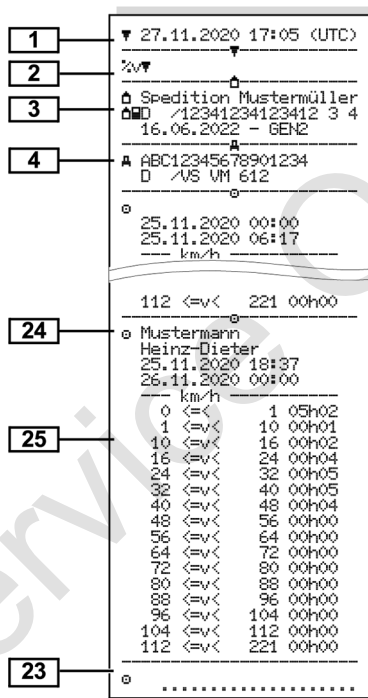 1 ▼ 27.11.2020 17:05 (UTC)
2 %v▼
3 Spedition Mustermüller
D /12341234123412 3 4
16.06.2022 - GEN2
4 A ABC12345678901234
D /VS VM 612
25.11.2020 00:00
25.11.2020 06:17
--- km/h ---
112 <=v< 221 00h00
24 Mustermann
Heinz-Dieter
25.11.2020 18:37
26.11.2020 00:00
--- km/h ---
0 <=< 1 05h02
1 <=v< 10 00h01
25 10 <=v< 16 00h02
16 <=v< 24 00h04
24 <=v< 32 00h05
32 <=v< 40 00h05
40 <=v< 48 00h04
48 <=v< 56 00h00
56 <=v< 64 00h00
64 <=v< 72 00h00
72 <=v< 80 00h00
80 <=v< 88 00h00
88 <=v< 96 00h00
96 <=v< 104 00h00
104 <=v< 112 00h00
112 <=v< 221 00h00
23 ....................